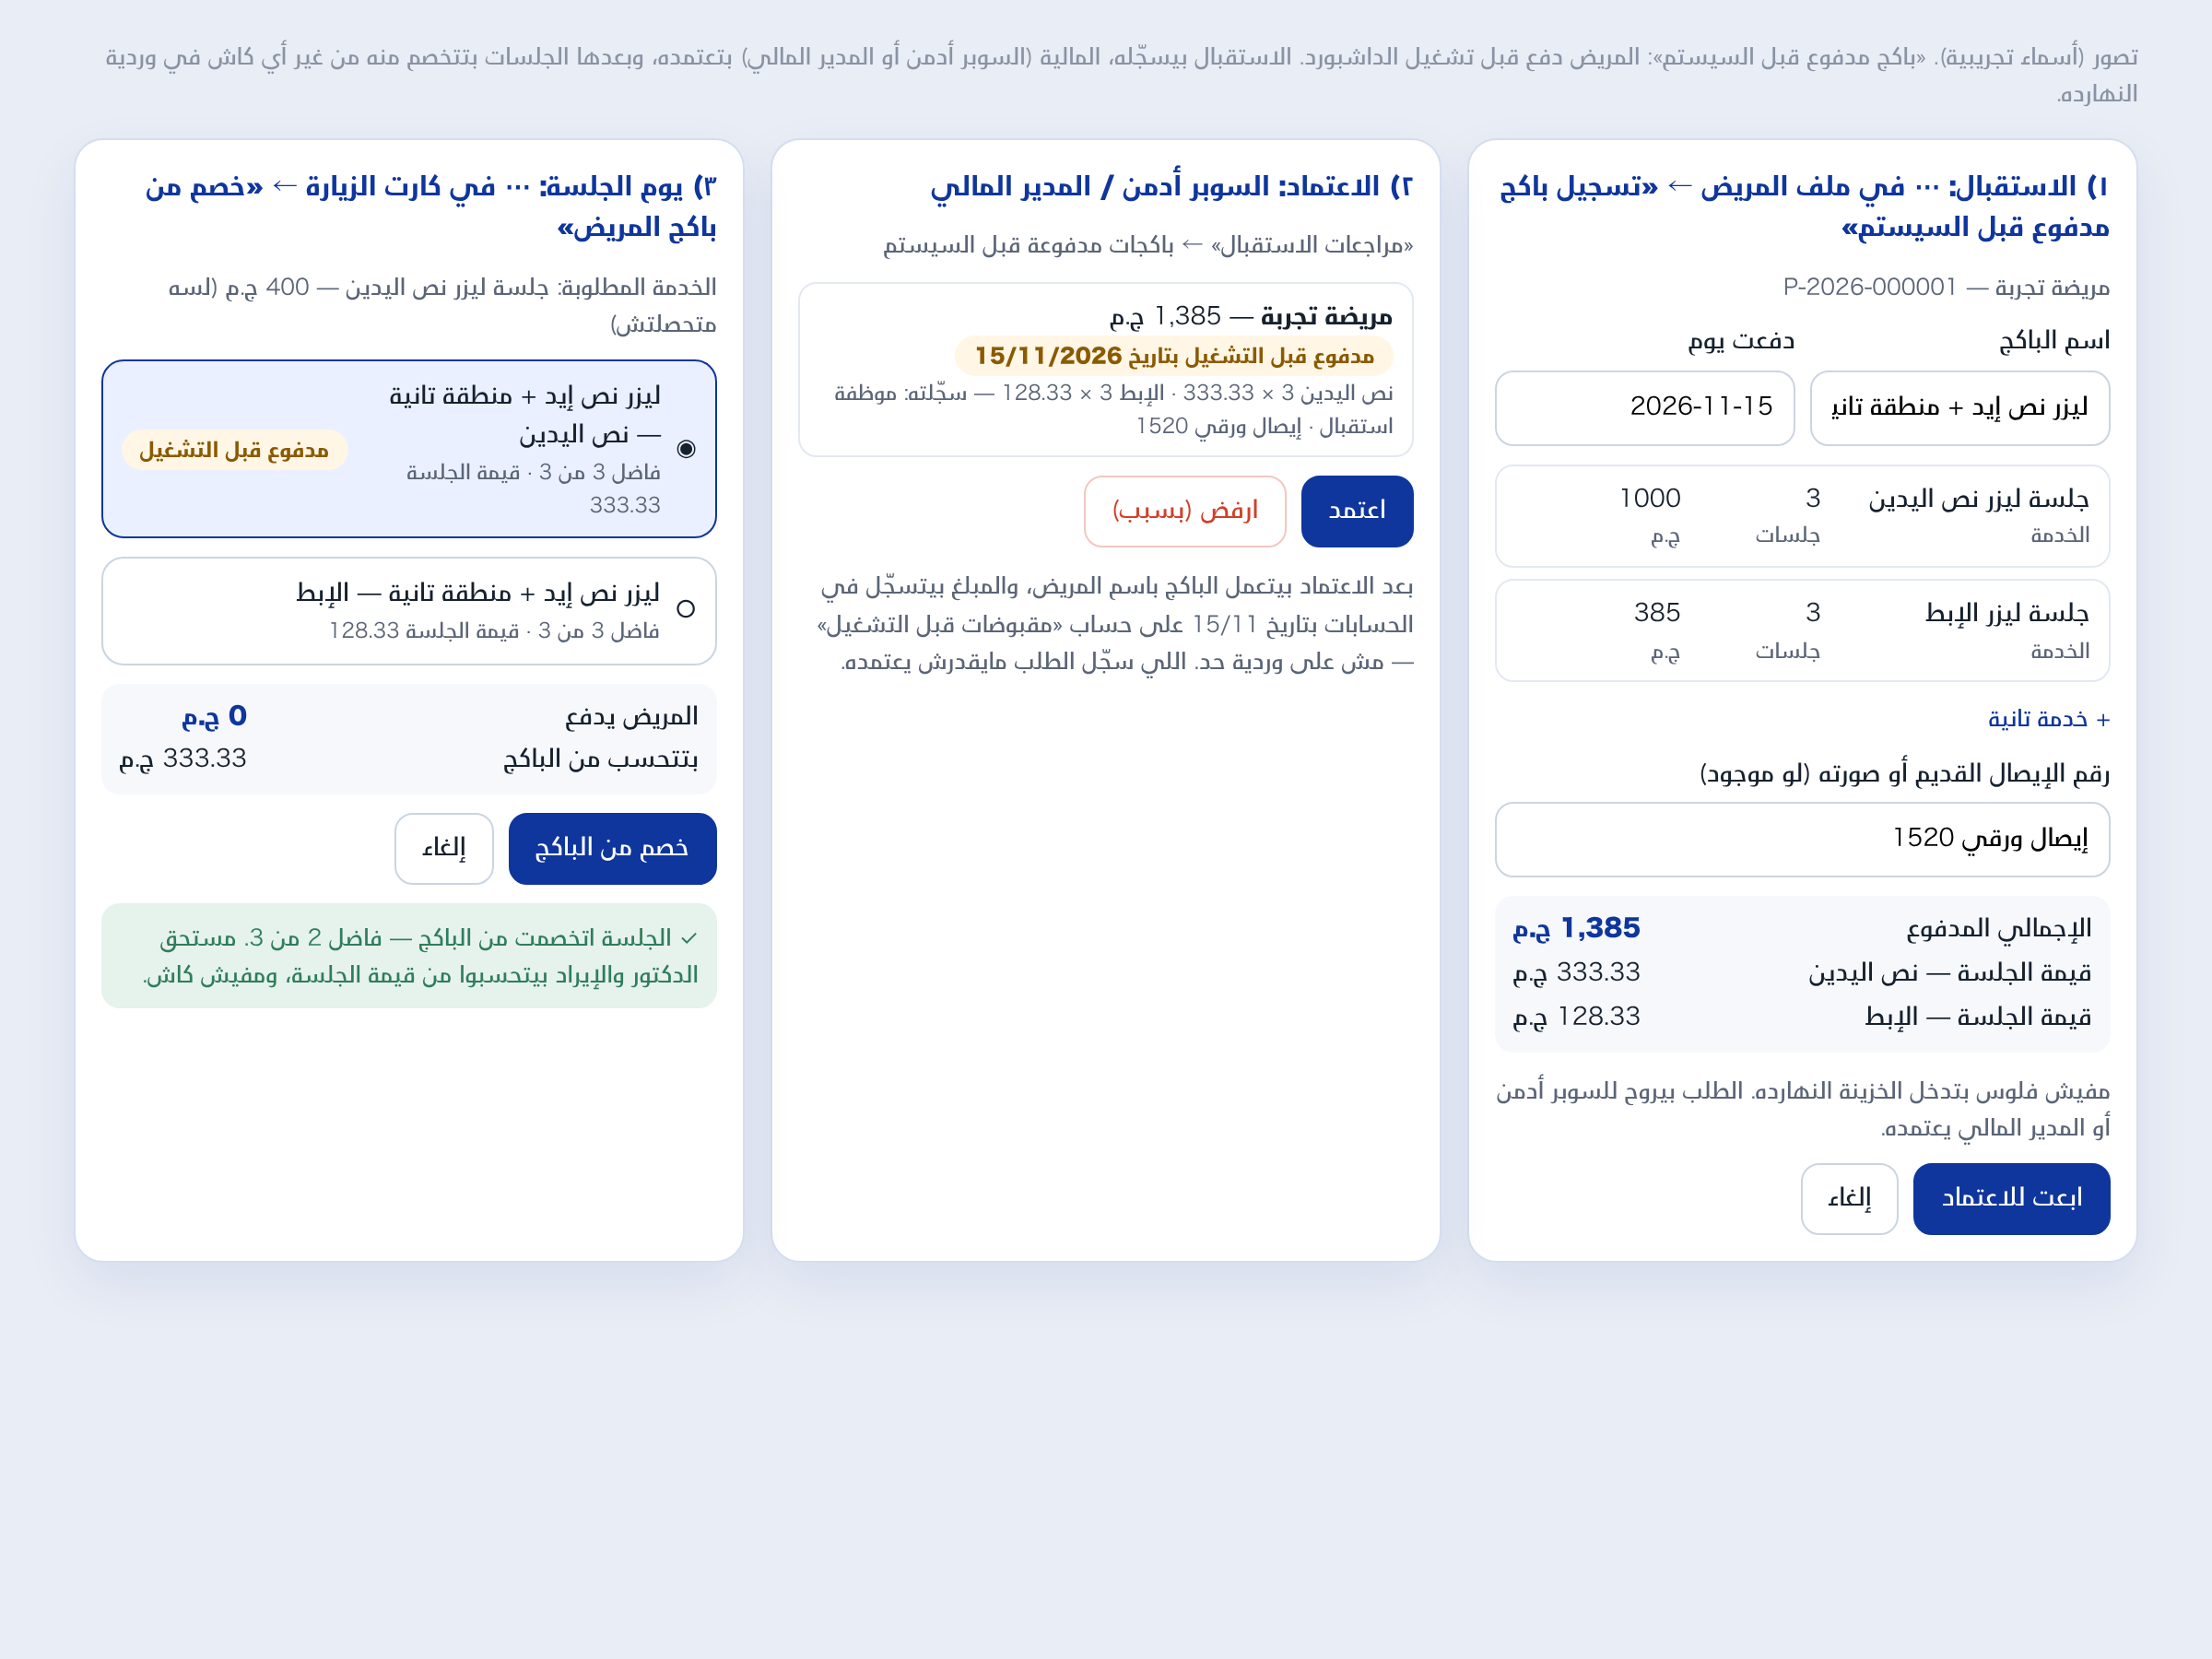 تصور (أسماء تجريبية). «باكج مدفوع قبل السيستم»: المريض دفع قبل تشغيل الداشبورد. الاستقبال بيسجّله، المالية (السوبر أدمن أو المدير المالي) بتعتمده، وبعدها الجلسات بتتخصم منه من غير أي كاش في وردية
النهارده.
١) الاستقبال: ⋯ في ملف المريض ← «تسجيل باكج
مدفوع قبل السيستم»
مريضة تجربة — P-2026-000001
اسم الباكج
دفعت يوم
ليزر نص إيد + منطقة تاني
2026-11-15
جلسة ليزر نص اليدين 3 1000
الخدمة جلسات ج.م
جلسة ليزر الإبط 3 385
الخدمة جلسات ج.م
+ خدمة تانية
رقم الإيصال القديم أو صورته (لو موجود)
إيصال ورقي 1520
الإجمالي المدفوع 1,385 ج.م
قيمة الجلسة — نص اليدين 333.33 ج.م
قيمة الجلسة — الإبط 128.33 ج.م
مفيش فلوس بتدخل الخزينة النهارده. الطلب بيروح للسوبر أدمن
أو المدير المالي يعتمده.
ابعت للاعتماد
إلغاء
٢) الاعتماد: السوبر أدمن / المدير المالي
«مراجعات الاستقبال» ← باكجات مدفوعة قبل السيستم
مريضة تجربة — 1,385 ج.م
مدفوع قبل التشغيل بتاريخ 15/11/2026
نص اليدين 3 × 333.33 · الإبط 3 × 128.33 — سجّلته: موظفة
استقبال · إيصال ورقي 1520
اعتمد
ارفض (بسبب)
بعد الاعتماد بيتعمل الباكج باسم المريض، والمبلغ بيتسجّل في
الحسابات بتاريخ 15/11 على حساب «مقبوضات قبل التشغيل»
— مش على وردية حد. اللي سجّل الطلب مايقدرش يعتمده.
٣) يوم الجلسة: ⋯ في كارت الزيارة ← «خصم من
باكج المريض»
الخدمة المطلوبة: جلسة ليزر نص اليدين — 400 ج.م (لسه
متحصلتش)
ليزر نص إيد + منطقة تانية
— نص اليدين
فاضل 3 من 3 · قيمة الجلسة
333.33
مدفوع قبل التشغيل
ليزر نص إيد + منطقة تانية — الإبط
فاضل 3 من 3 · قيمة الجلسة 128.33
المريض يدفع 0 ج.م
بتتحسب من الباكج 333.33 ج.م
خصم من الباكج
إلغاء
✓ الجلسة اتخصمت من الباكج — فاضل 2 من 3. مستحق
الدكتور والإيراد بيتحسبوا من قيمة الجلسة، ومفيش كاش.